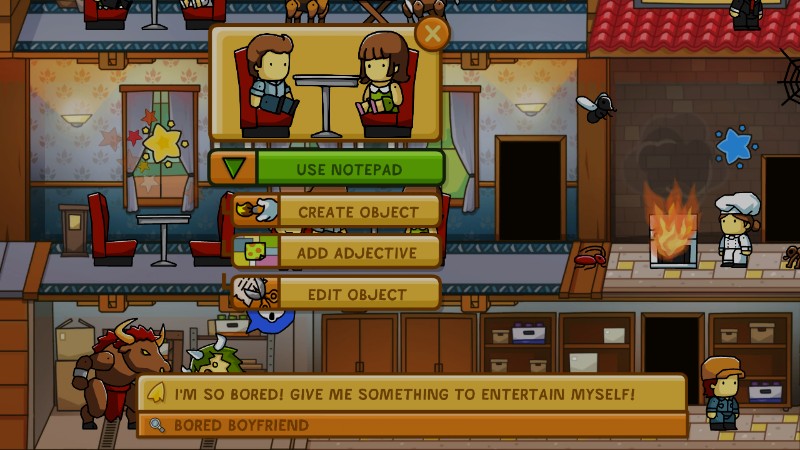 USE NOTEPAD
CREATE OBJECT
ADD ADJECTIVE
EDIT OBJECT
I'M SO BORED! GIVE ME SOMETHING TO ENTERTAIN MYSELF!
BORED BOYFRIEND